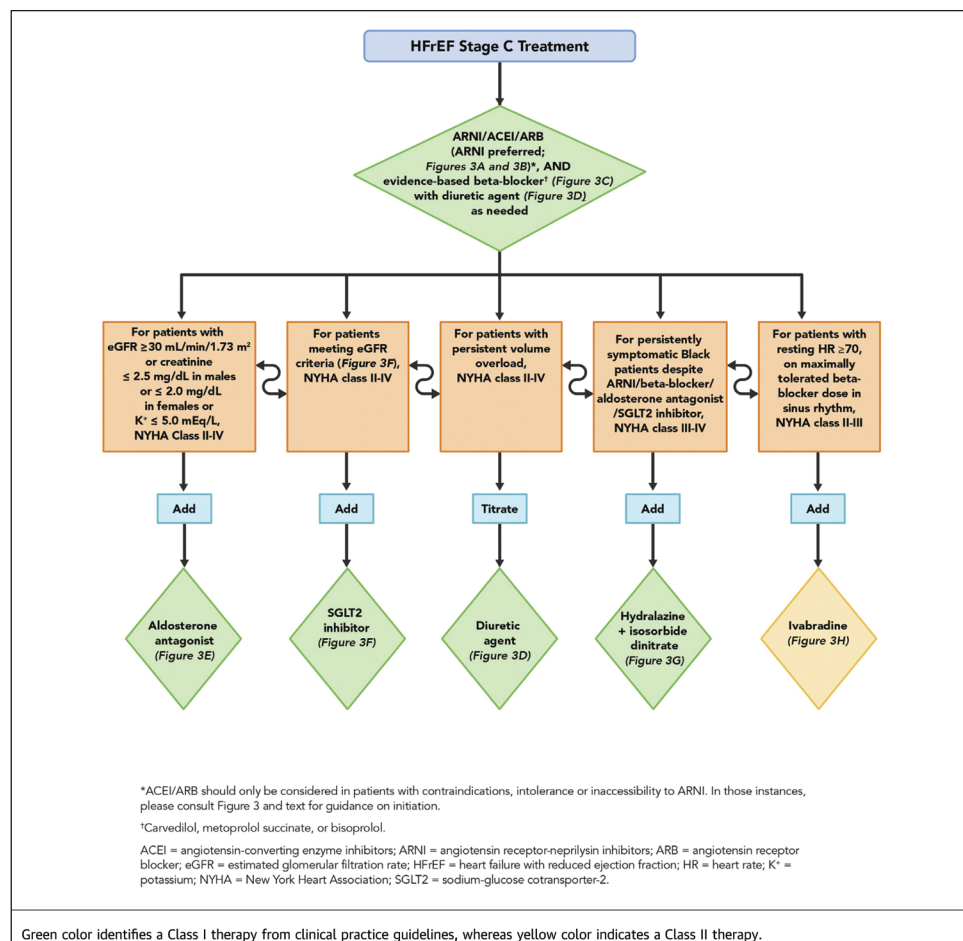 HFrEF Stage C Treatment
ARNI/ACEI/ARB
(ARNI preferred;
Figures 3A and 3B)*, AND
evidence-based beta-blocker† (Figure 3C)
with diuretic agent (Figure 3D)
as needed
For patients with
eGFR ≥30 mL/min/1.73 m²
or creatinine
≤ 2.5 mg/dL in males
or ≤ 2.0 mg/dL
in females or
K⁺ ≤ 5.0 mEq/L,
NYHA Class II-IV
For patients
meeting eGFR
criteria (Figure 3F),
NYHA class II-IV
For patients with
persistent volume
overload,
NYHA class II-IV
For persistently
symptomatic Black
patients despite
ARNI/beta-blocker/
aldosterone antagonist
/SGLT2 inhibitor,
NYHA class III-IV
For patients with
resting HR ≥70,
on maximally
tolerated beta-
blocker dose in
sinus rhythm,
NYHA class II-III
Add
Add
Titrate
Add
Add
Aldosterone
antagonist
(Figure 3E)
SGLT2
inhibitor
(Figure 3F)
Diuretic
agent
(Figure 3D)
Hydralazine
+ isosorbide
dinitrate
(Figure 3G)
Ivabradine
(Figure 3H)
*ACEI/ARB should only be considered in patients with contraindications, intolerance or inaccessibility to ARNI. In those instances,
please consult Figure 3 and text for guidance on initiation.
†Carvedilol, metoprolol succinate, or bisoprolol.
ACEI = angiotensin-converting enzyme inhibitors; ARNI = angiotensin receptor-neprilysin inhibitors; ARB = angiotensin receptor
blocker; eGFR = estimated glomerular filtration rate; HFrEF = heart failure with reduced ejection fraction; HR = heart rate; K⁺ =
potassium; NYHA = New York Heart Association; SGLT2 = sodium-glucose cotransporter-2.
Green color identifies a Class I therapy from clinical practice guidelines, whereas yellow color indicates a Class II therapy.